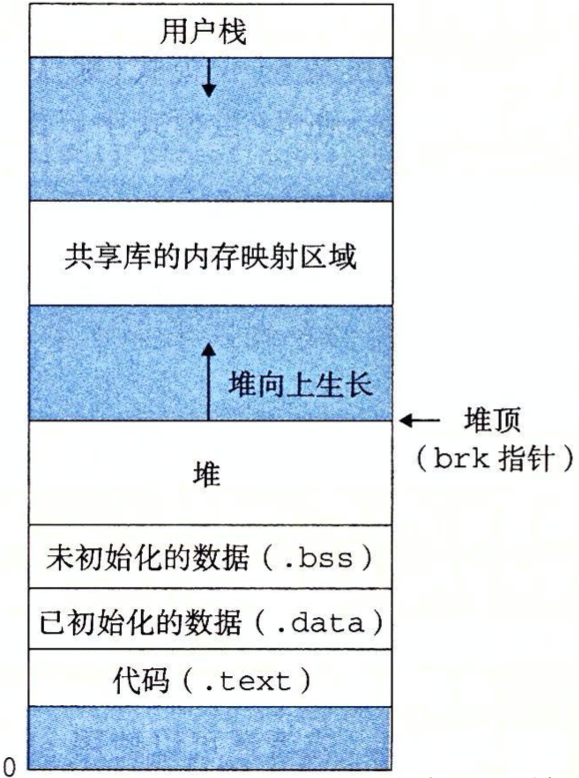 用户栈
共享库的内存映射区域
堆向上生长
堆顶
(brk 指针)
堆
未初始化的数据(.bss)
已初始化的数据(.data)
代码(.text)
0